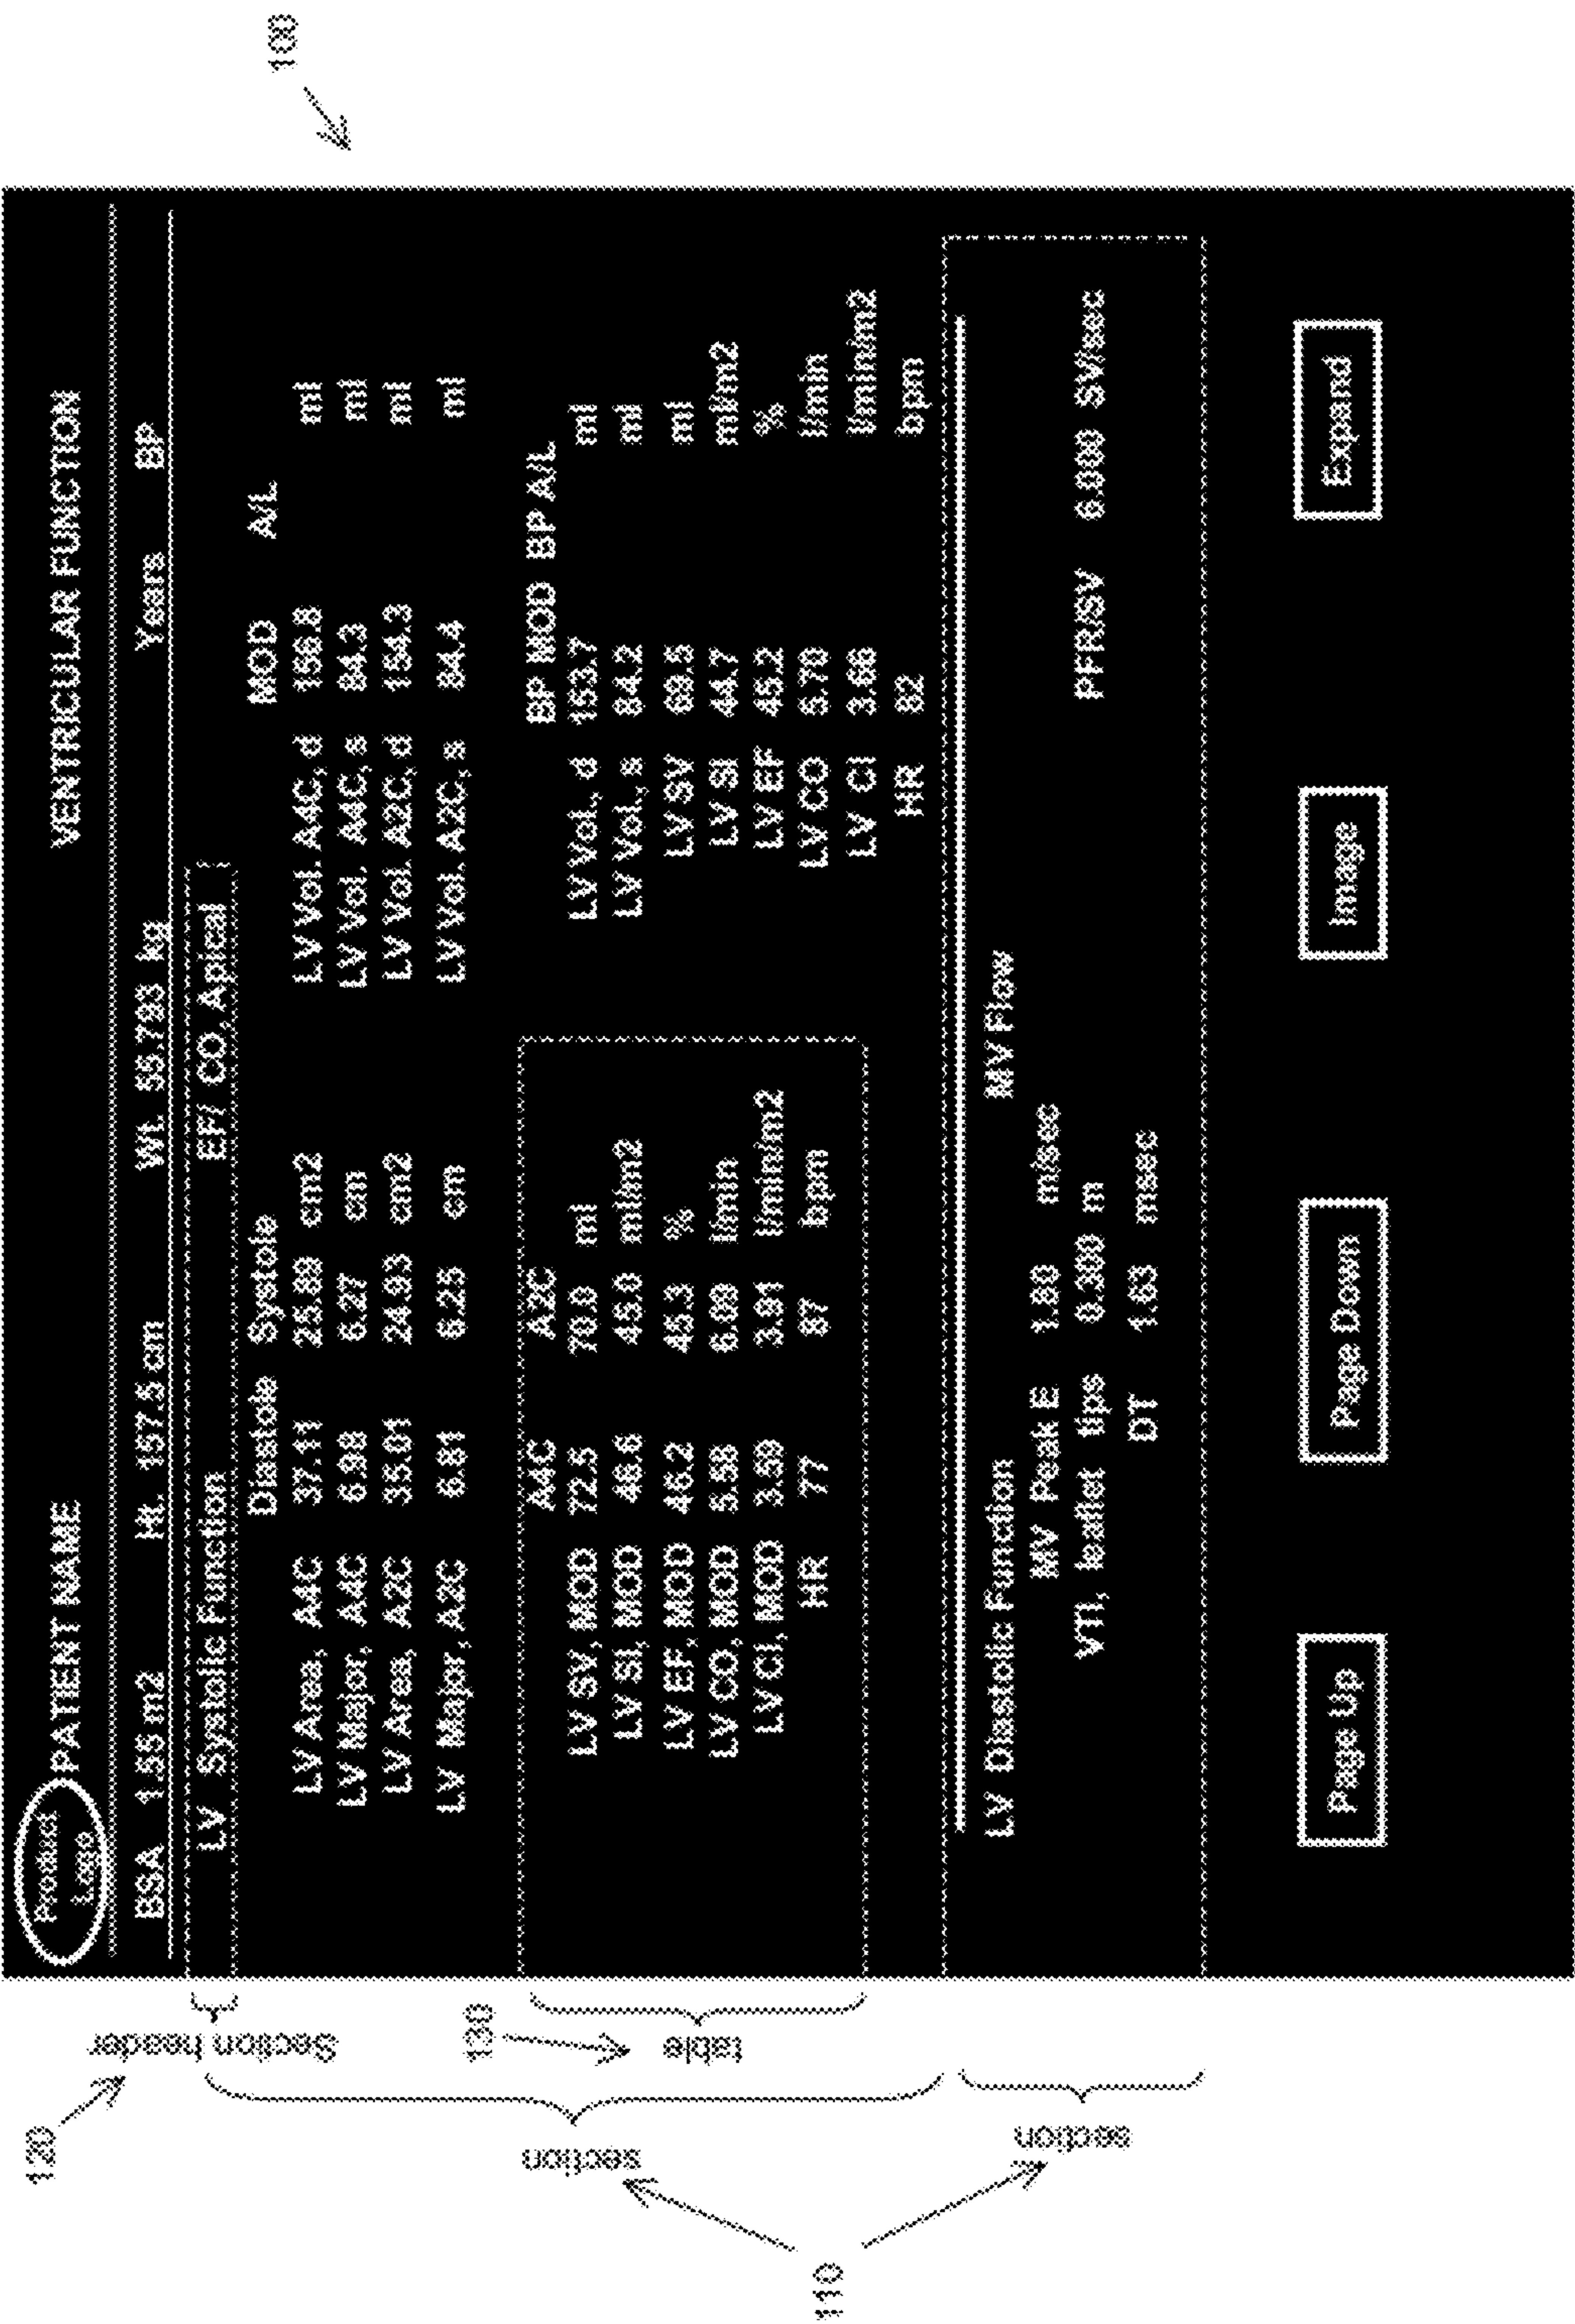 100
Product
Logo
PATIENT NAME VENTRICULAR FUNCTION
BSA 1.55 m2 Ht. 157.5 cm Wt. 55.793 kg Years BP
120
Section header
LV Systolic Function EF/ CO, Apical
Diastole Systole MOD A/L
LV Area, A4C 37.11 25.89 cm2 LV Vol. A4C, d 156.8 ml
LV Major, A4C 6.98 6.27 cm LV Vol. A4C, s 84.3 ml
LV Area, A2C 35.01 24.93 cm2 LV Vol. A2C, d 154.3 ml
LV Major, A2C 6.81 6.25 cm LV Vol. A2C, s 84.4 ml
130
table
section
A4C A2C BP MOD BP A/L
LV SV, MOD 72.5 70.0 ml LV Vol., d 153.7 ml
LV SI, MOD 46.6 45.0 ml/m2 LV Vol., s 84.2 ml
LV EF, MOD 46.2 45.3 % LV SV 69.5 ml
LV CO, MOD 5.58 6.09 l/min LV SI 44.7 ml/m2
LV CI, MOD 3.59 3.91 l/min/m2 LV EF 45.2 %
HR 77 87 bpm LV CO 5.70 l/min
LV CI 3.66 l/min/m2
HR 82 bpm
110
section
LV Diastolic Function MV Flow
MV Peak E 1.80 m/sec
VTI, leaflet tips 0.300 m PFR/SV 6.000 SV/sec
DT 1.63 msec
Page Up Page Down Image Expand